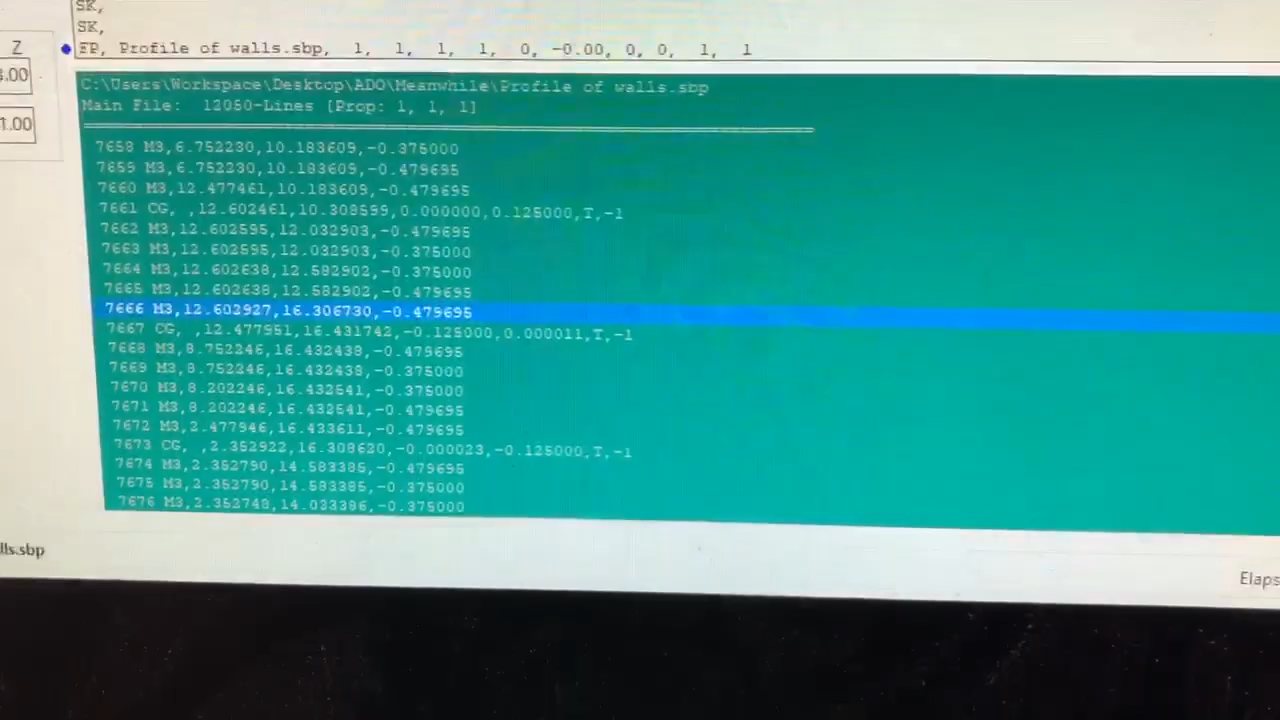 SK,
SK,
Z
FP, Profile of walls.sbp, 1, 1, 1, 1, 0, -0.00, 0, 0, 1, 1
.00
C:\Users\Workspace\Desktop\ADO\Meanwhile\Profile of walls.sbp
Main File: 12050-Lines [Prop: 1, 1, 1]
1.00
7658 M3,6.752230,10.183609,-0.375000
7659 M3,6.752230,10.183609,-0.479695
7660 M3,12.477461,10.183609,-0.479695
7661 CG, ,12.602461,10.308599,0.000000,0.125000,T,-1
7662 M3,12.602595,12.032903,-0.479695
7663 M3,12.602595,12.032903,-0.375000
7664 M3,12.602638,12.582902,-0.375000
7665 M3,12.602638,12.582902,-0.479695
7666 M3,12.602927,16.306730,-0.479695
7667 CG, ,12.477951,16.431742,-0.125000,0.000011,T,-1
7668 M3,8.752246,16.432438,-0.479695
7669 M3,8.752246,16.432438,-0.375000
7670 M3,8.202246,16.432541,-0.375000
7671 M3,8.202246,16.432541,-0.479695
7672 M3,2.477946,16.433611,-0.479695
7673 CG, ,2.352922,16.308620,-0.000023,-0.125000,T,-1
7674 M3,2.352790,14.583385,-0.479695
7675 M3,2.352790,14.583385,-0.375000
7676 M3,2.352748,14.033386,-0.375000
lls.sbp
Elaps